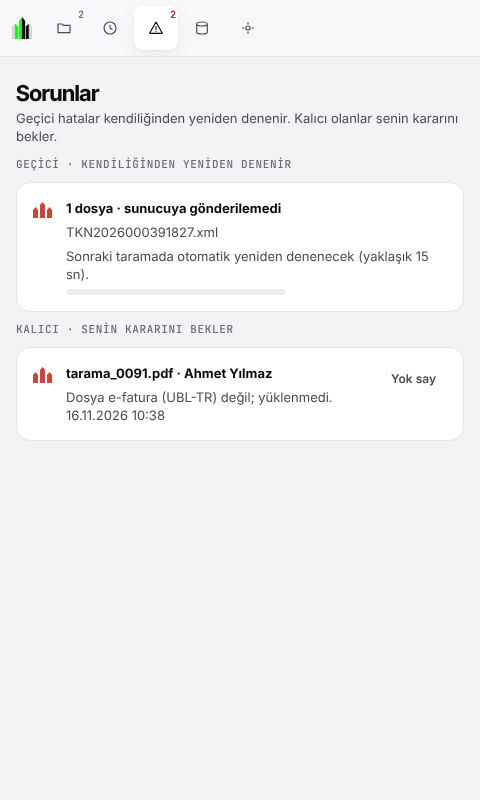 2
2
Sorunlar
Geçici hatalar kendiliğinden yeniden denenir. Kalıcı olanlar senin kararını
bekler.
GEÇİCİ · KENDİLİĞİNDEN YENİDEN DENENİR
1 dosya · sunucuya gönderilemedi
TKN2026000391827.xml
Sonraki taramada otomatik yeniden denenecek (yaklaşık 15
sn).
KALICI · SENİN KARARINI BEKLER
tarama_0091.pdf · Ahmet Yılmaz
Yok say
Dosya e-fatura (UBL-TR) değil; yüklenmedi.
16.11.2026 10:38